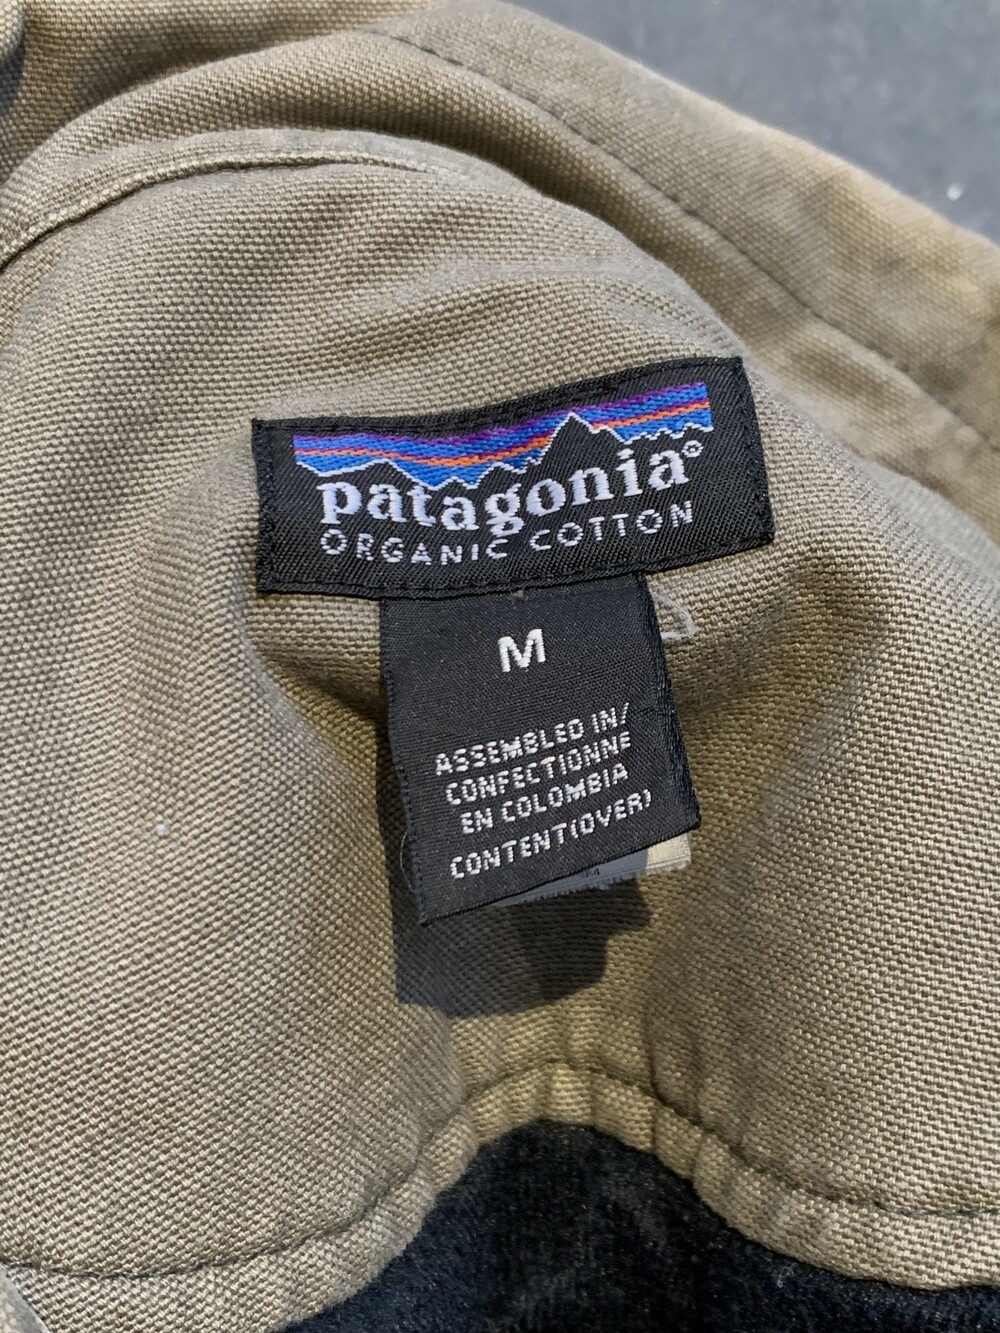 patagonia®
ORGANIC COTTON
M
ASSEMBLED IN/
CONFECTIONNE
EN COLOMBIA
CONTENT(OVER)